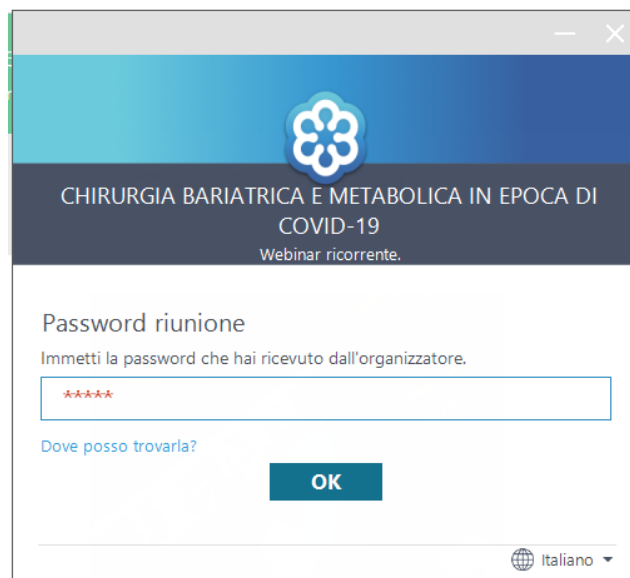 CHIRURGIA BARIATRICA E METABOLICA IN EPOCA DI
COVID-19
Webinar ricorrente.
Password riunione
Immetti la password che hai ricevuto dall'organizzatore.
*****
Dove posso trovarla?
OK
Italiano